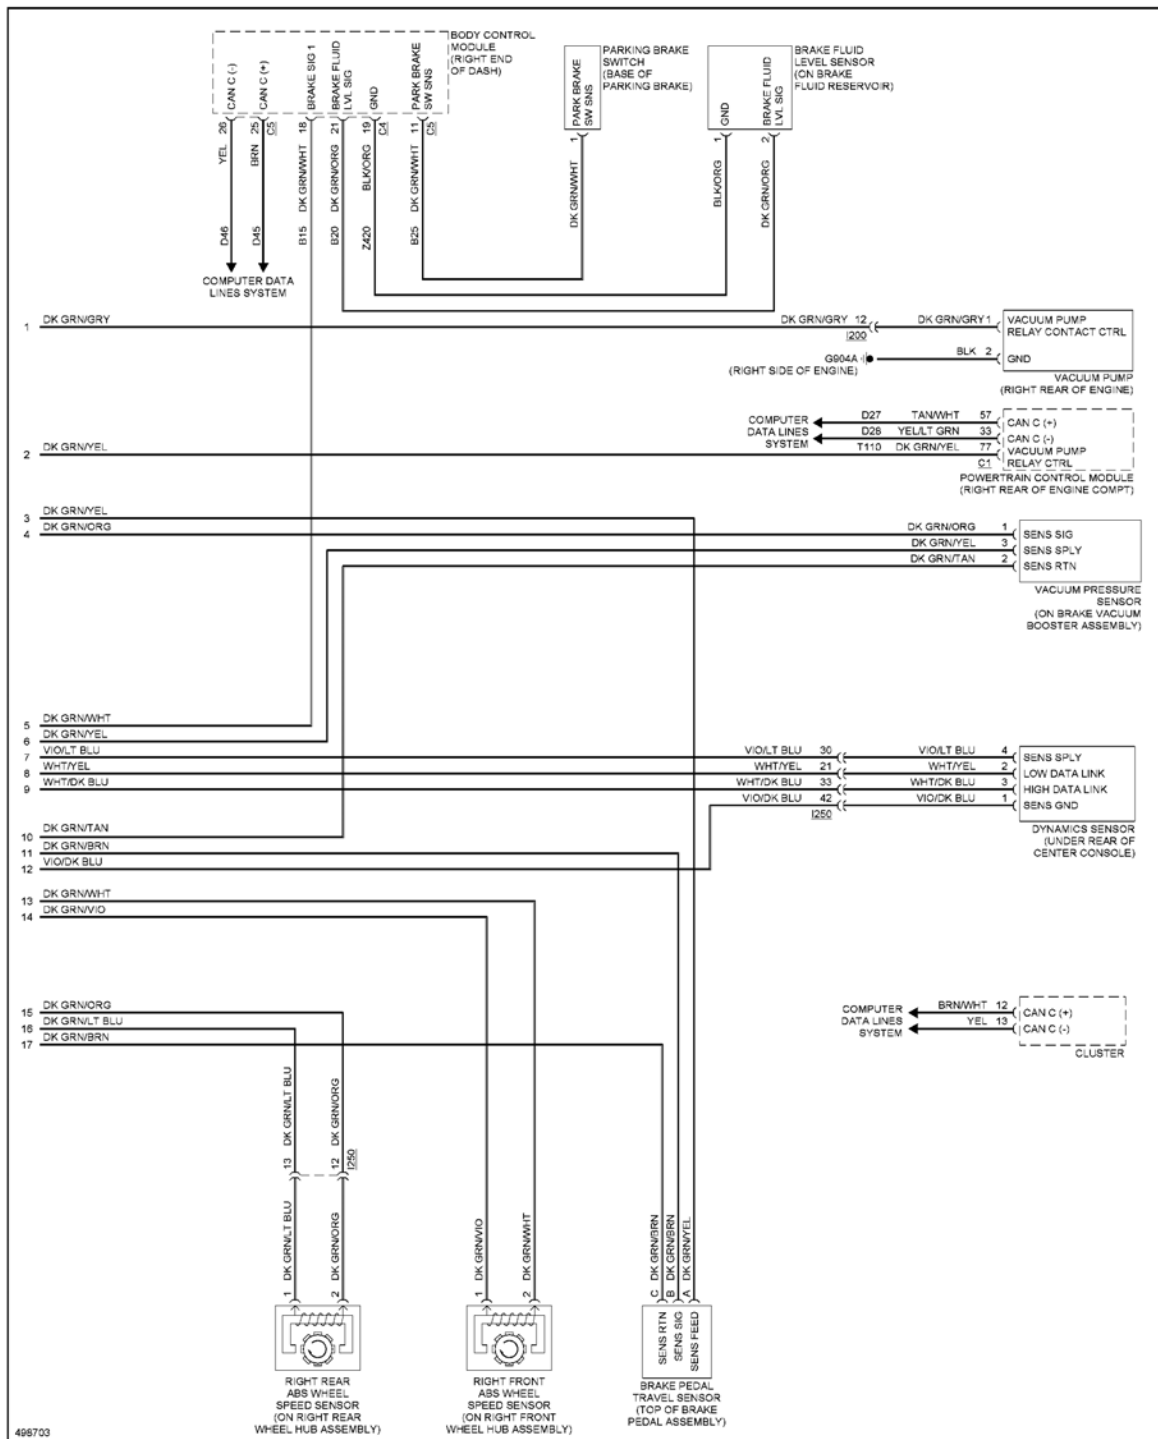 BODY CONTROL
MODULE
(RIGHT END
OF DASH)
CAN C (-)
CAN C (+)
BRAKE SIG 1
BRAKE FLUID
LVL SIG
GND
PARK BRAKE
SW SNS
26
25
C5
18
21
19
C4
11
C5
YEL
BRN
DK GRN/WHT
DK GRN/ORG
BLK/ORG
DK GRN/WHT
D46
D45
B15
B20
Z420
B25
COMPUTER DATA
LINES SYSTEM
PARKING BRAKE
SWITCH
(BASE OF
PARKING BRAKE)
PARK BRAKE
SW SNS
1
DK GRN/WHT
BRAKE FLUID
LEVEL SENSOR
(ON BRAKE
FLUID RESERVOIR)
GND
BRAKE FLUID
LVL SIG
1
2
BLK/ORG
DK GRN/ORG
1 DK GRN/GRY
DK GRN/GRY 12
I200
DK GRN/GRY 1
VACUUM PUMP
RELAY CONTACT CTRL
G904A
(RIGHT SIDE OF ENGINE)
BLK 2
GND
VACUUM PUMP
(RIGHT REAR OF ENGINE)
COMPUTER
DATA LINES
SYSTEM
D27 TAN/WHT 57
CAN C (+)
D28 YEL/LT GRN 33
CAN C (-)
2 DK GRN/YEL
T110 DK GRN/YEL 77
C1
VACUUM PUMP
RELAY CTRL
POWERTRAIN CONTROL MODULE
(RIGHT REAR OF ENGINE COMPT)
3 DK GRN/YEL
4 DK GRN/ORG
DK GRN/ORG 1 SENS SIG
DK GRN/YEL 3 SENS SPLY
DK GRN/TAN 2 SENS RTN
VACUUM PRESSURE
SENSOR
(ON BRAKE VACUUM
BOOSTER ASSEMBLY)
5 DK GRN/WHT
6 DK GRN/YEL
7 VIO/LT BLU
8 WHT/YEL
9 WHT/DK BLU
VIO/LT BLU 30 VIO/LT BLU 4 SENS SPLY
WHT/YEL 21 WHT/YEL 2 LOW DATA LINK
WHT/DK BLU 33 WHT/DK BLU 3 HIGH DATA LINK
VIO/DK BLU 42 VIO/DK BLU 1 SENS GND
I250
DYNAMICS SENSOR
(UNDER REAR OF
CENTER CONSOLE)
10 DK GRN/TAN
11 DK GRN/BRN
12 VIO/DK BLU
13 DK GRN/WHT
14 DK GRN/VIO
15 DK GRN/ORG
16 DK GRN/LT BLU
17 DK GRN/BRN
COMPUTER
DATA LINES
SYSTEM
BRN/WHT 12 CAN C (+)
YEL 13 CAN C (-)
CLUSTER
DK GRN/LT BLU
DK GRN/ORG
13
12
I250
DK GRN/LT BLU
DK GRN/ORG
1
2
RIGHT REAR
ABS WHEEL
SPEED SENSOR
(ON RIGHT REAR
WHEEL HUB ASSEMBLY)
DK GRN/VIO
DK GRN/WHT
1
2
RIGHT FRONT
ABS WHEEL
SPEED SENSOR
(ON RIGHT FRONT
WHEEL HUB ASSEMBLY)
C DK GRN/BRN
B DK GRN/BRN
A DK GRN/YEL
SENS RTN
SENS SIG
SENS FEED
BRAKE PEDAL
TRAVEL SENSOR
(TOP OF BRAKE
PEDAL ASSEMBLY)
498703